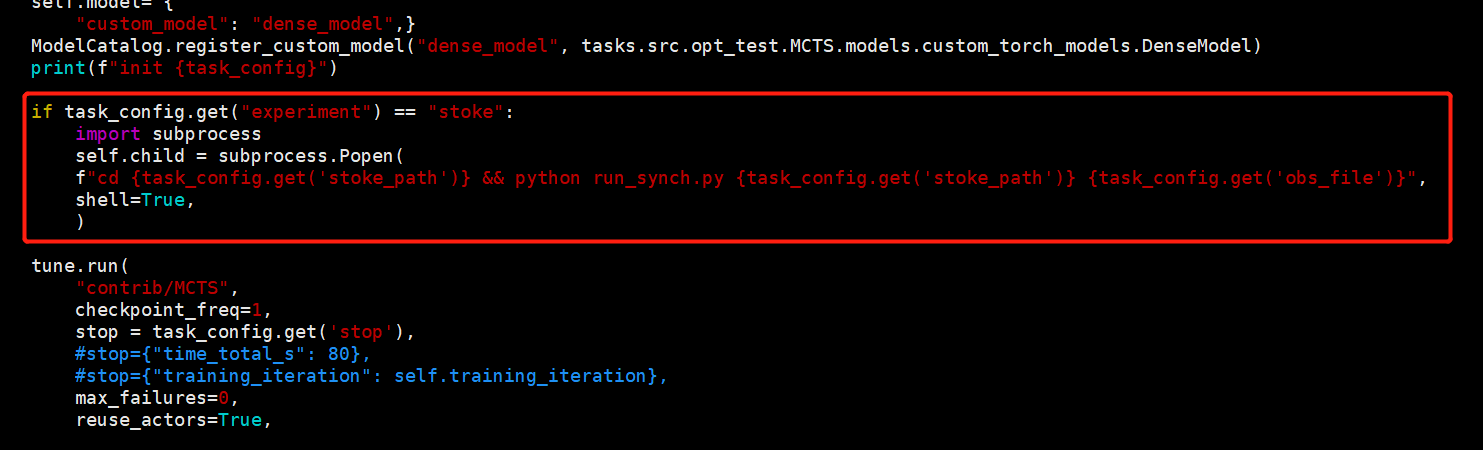 self.model= {
    "custom_model": "dense_model",}
ModelCatalog.register_custom_model("dense_model", tasks.src.opt_test.MCTS.models.custom_torch_models.DenseModel)
print(f"init {task_config}")
if task_config.get("experiment") == "stoke":
    import subprocess
    self.child = subprocess.Popen(
    f"cd {task_config.get('stoke_path')} && python run_synch.py {task_config.get('stoke_path')} {task_config.get('obs_file')}",
    shell=True,
    )
tune.run(
    "contrib/MCTS",
    checkpoint_freq=1,
    stop = task_config.get('stop'),
    #stop={"time_total_s": 80},
    #stop={"training_iteration": self.training_iteration},
    max_failures=0,
    reuse_actors=True,